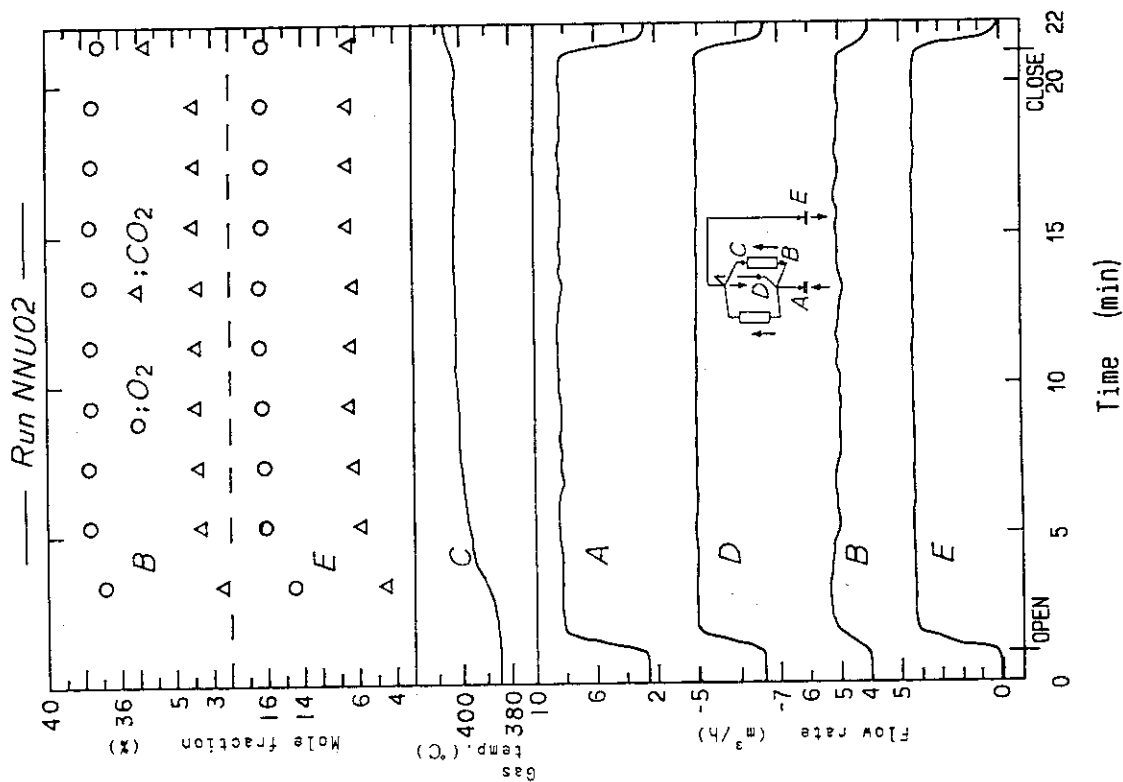 Run NNU02
40
36
5
3
16
14
4
Mole fraction
(%)
B
O;O2
△;CO2
E
400
380
Gas
temp.(°C)
C
10
6
2
A
-5
-7
D
6
5
4
B
5
0
E
Flow rate (m³/h)
A
C
D
B
A
E
OPEN
CLOSE
0
5
10
15
20
22
Time (min)